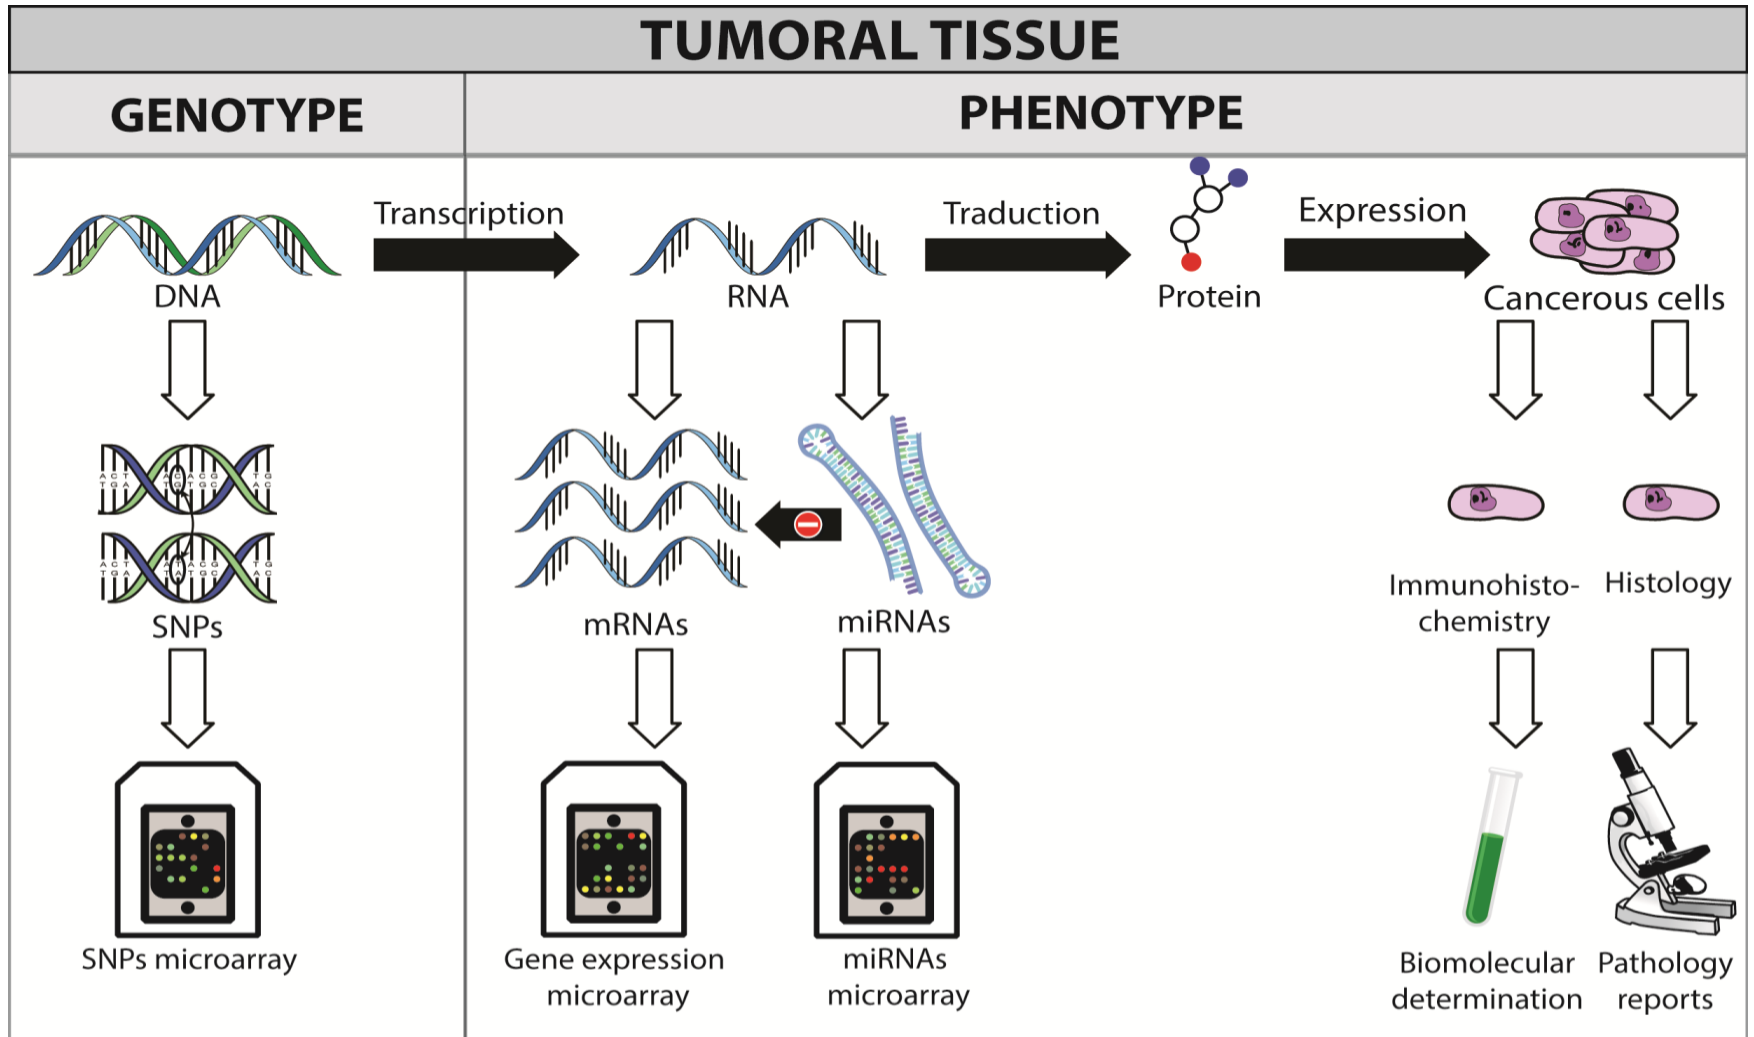 TUMORAL TISSUE
GENOTYPE
PHENOTYPE
Transcription
Traduction
Expression
DNA
RNA
Protein
Cancerous cells
SNPs
mRNAs
miRNAs
Immunohisto-
chemistry
Histology
SNPs microarray
Gene expression
microarray
miRNAs
microarray
Biomolecular
determination
Pathology
reports